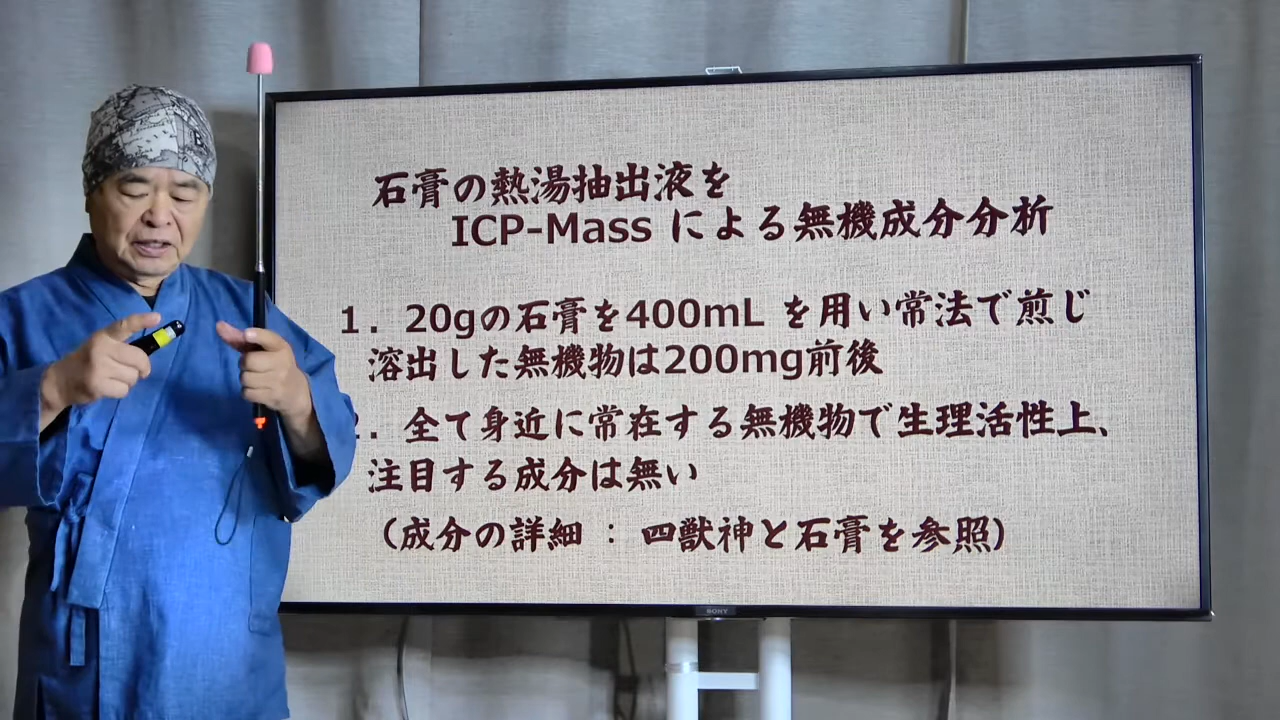 石膏の熱湯抽出液を
ICP-Mass による無機成分分析
１．20gの石膏を400mL を用い常法で煎じ
溶出した無機物は200mg前後
2．全て身近に常在する無機物で生理活性上、
注目する成分は無い
（成分の詳細 ： 四獣神と石膏を参照）
SONY